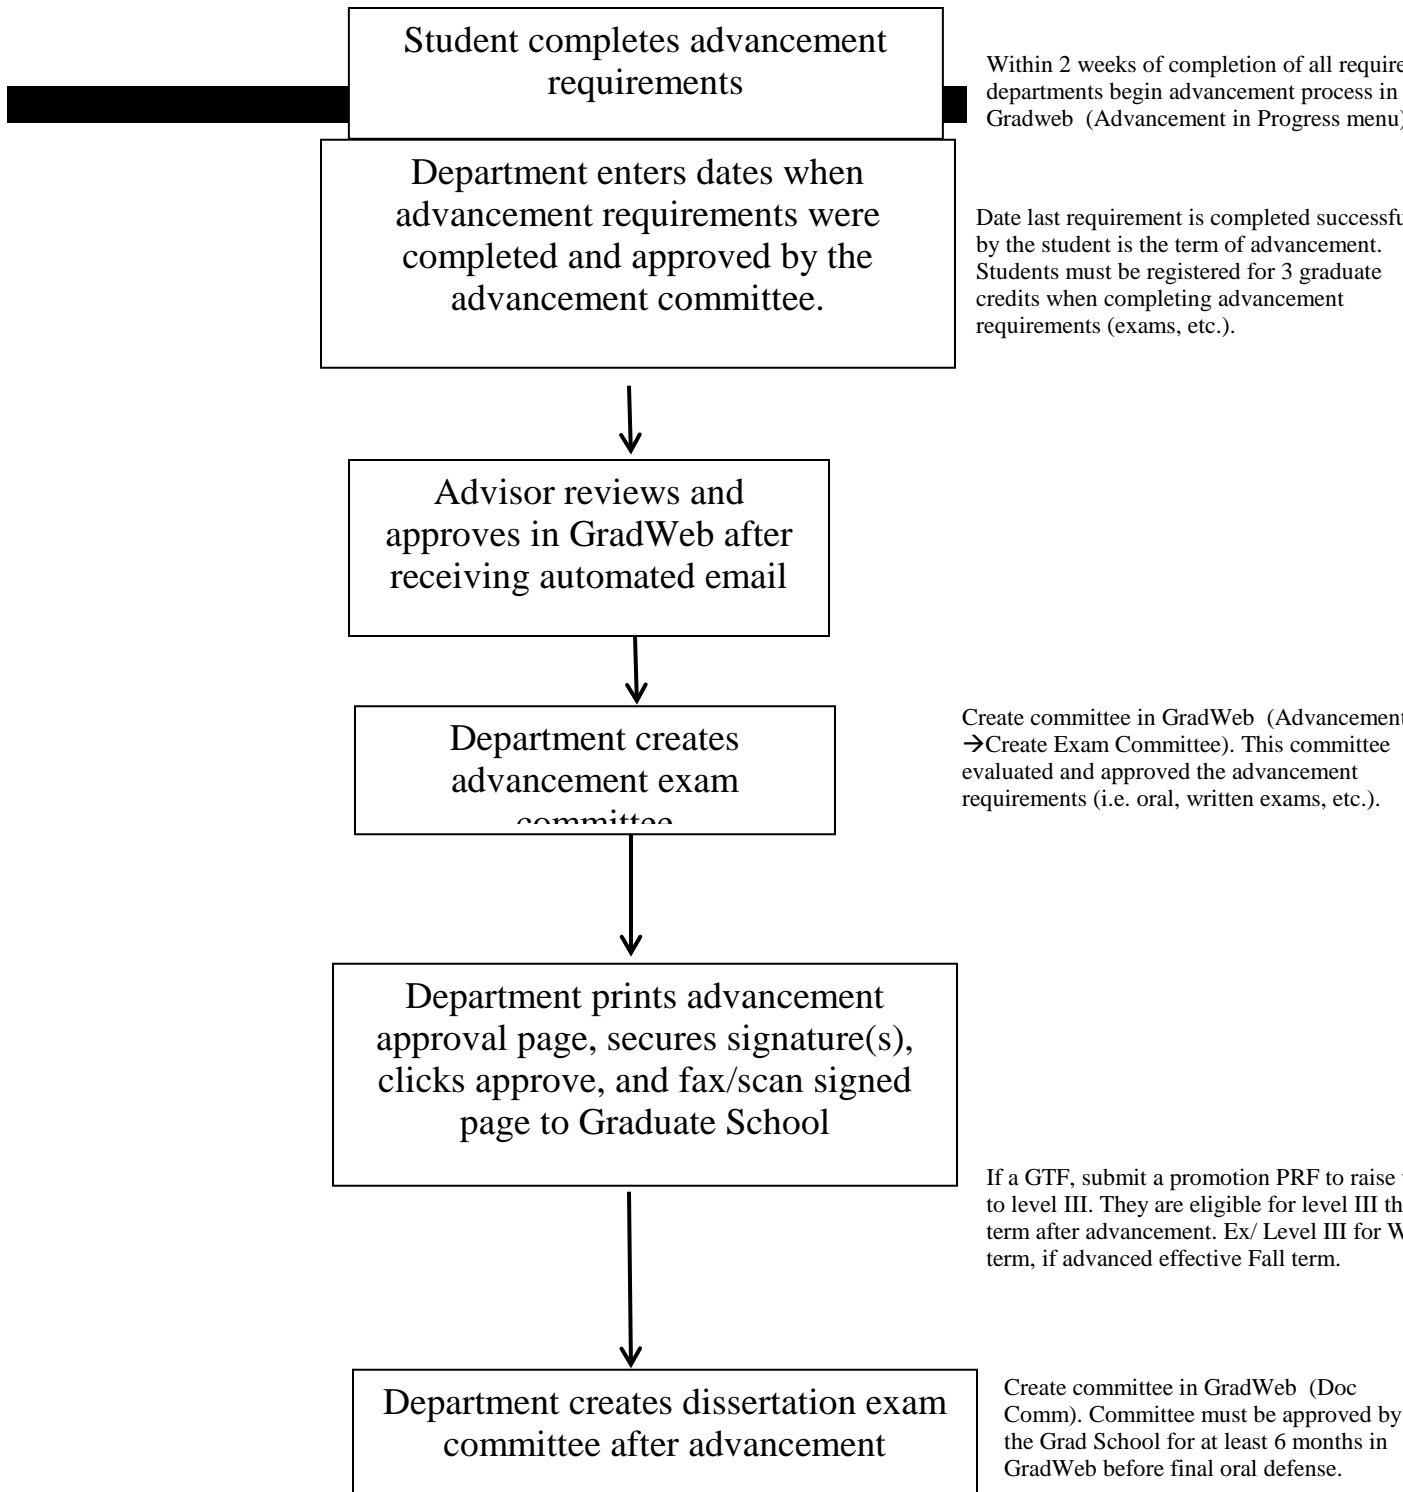 Student completes advancement
requirements
Within 2 weeks of completion of all
departments begin advancement process in
Gradweb (Advancement in Progress menu)
Department enters dates when
advancement requirements were
completed and approved by the
advancement committee.
Date last requirement is completed
by the student is the term of advancement.
Students must be registered for 3 graduate
credits when completing advancement
requirements (exams, etc.).
Advisor reviews and
approves in GradWeb after
receiving automated email
Department creates
advancement exam
committee
Create committee in GradWeb (Advancement
→Create Exam Committee). This committee
evaluated and approved the advancement
requirements (i.e. oral, written exams, etc.).
Department prints advancement
approval page, secures signature(s),
clicks approve, and fax/scan signed
page to Graduate School
If a GTF, submit a promotion PRF to raise
to level III. They are eligible for level III
term after advancement. Ex/ Level III for
term, if advanced effective Fall term.
Department creates dissertation exam
committee after advancement
Create committee in GradWeb (Doc
Comm). Committee must be approved by
the Grad School for at least 6 months in
GradWeb before final oral defense.